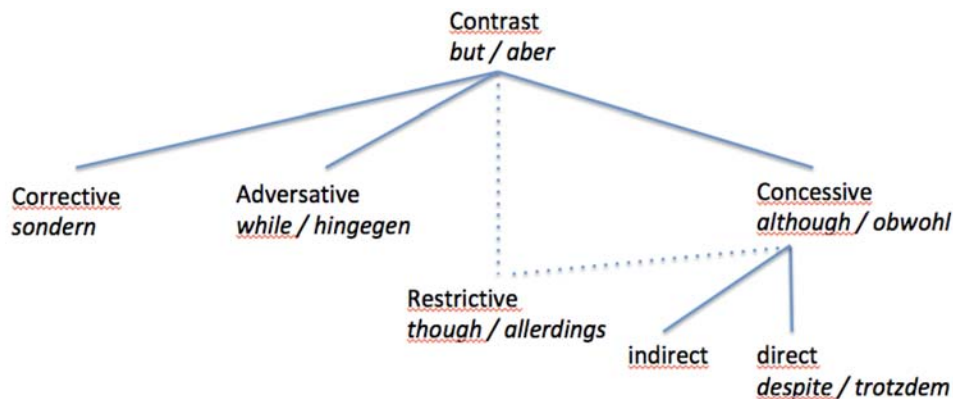 Contrast
but / aber
Corrective
sondern
Adversative
while / hingegen
Concessive
although / obwohl
Restrictive
though / allerdings
indirect
direct
despite / trotzdem